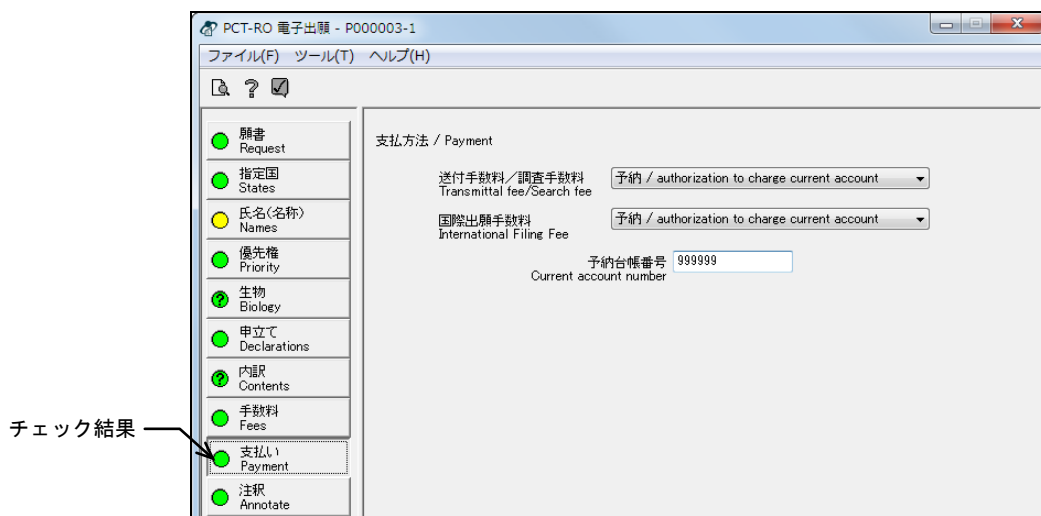 PCT-RO 電子出願 - P000003-1
ファイル(F) ツール(T) ヘルプ(H)
願書
Request
指定国
States
氏名(名称)
Names
優先権
Priority
生物
Biology
申立て
Declarations
内訳
Contents
手数料
Fees
支払い
Payment
注釈
Annotate
チェック結果
支払方法 / Payment
送付手数料／調査手数料
Transmittal fee/Search fee
予納 / authorization to charge current account
国際出願手数料
International Filing Fee
予納 / authorization to charge current account
予納台帳番号
Current account number
999999